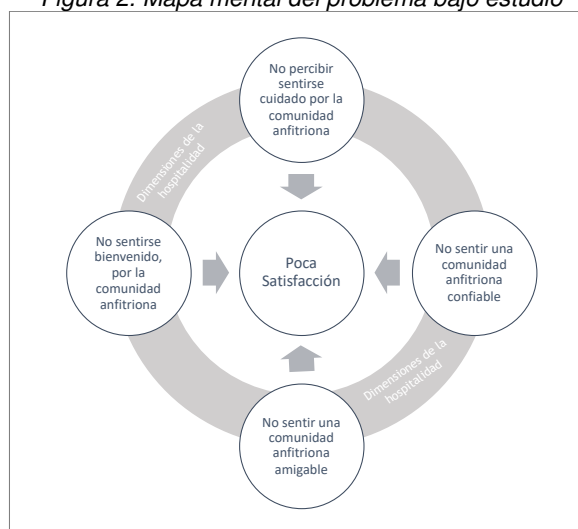 Figura 2. Mapa mental del problema bajo estudio
No percibir
sentirse
cuidado por la
comunidad
anfitriona
Dimensiones de la
hospitalidad
No sentirse
bienvenido,
por la
comunidad
anfitriona
Poca
Satisfacción
No sentir una
comunidad
anfitriona
confiable
Dimensiones de la
hospitalidad
No sentir una
comunidad
anfitriona
amigable